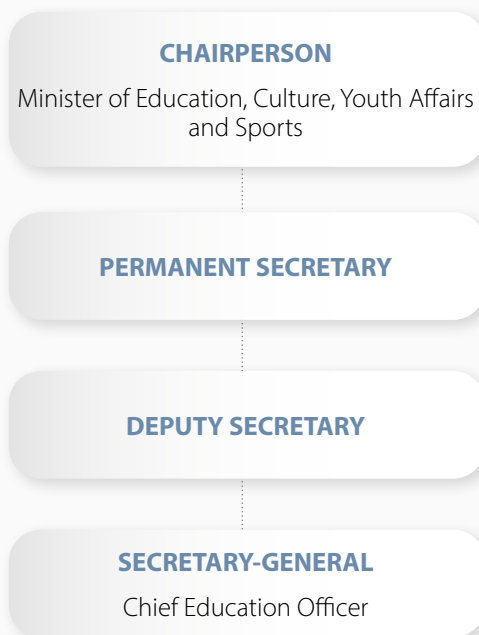 CHAIRPERSON
Minister of Education, Culture, Youth Affairs
and Sports
PERMANENT SECRETARY
DEPUTY SECRETARY
SECRETARY-GENERAL
Chief Education Officer